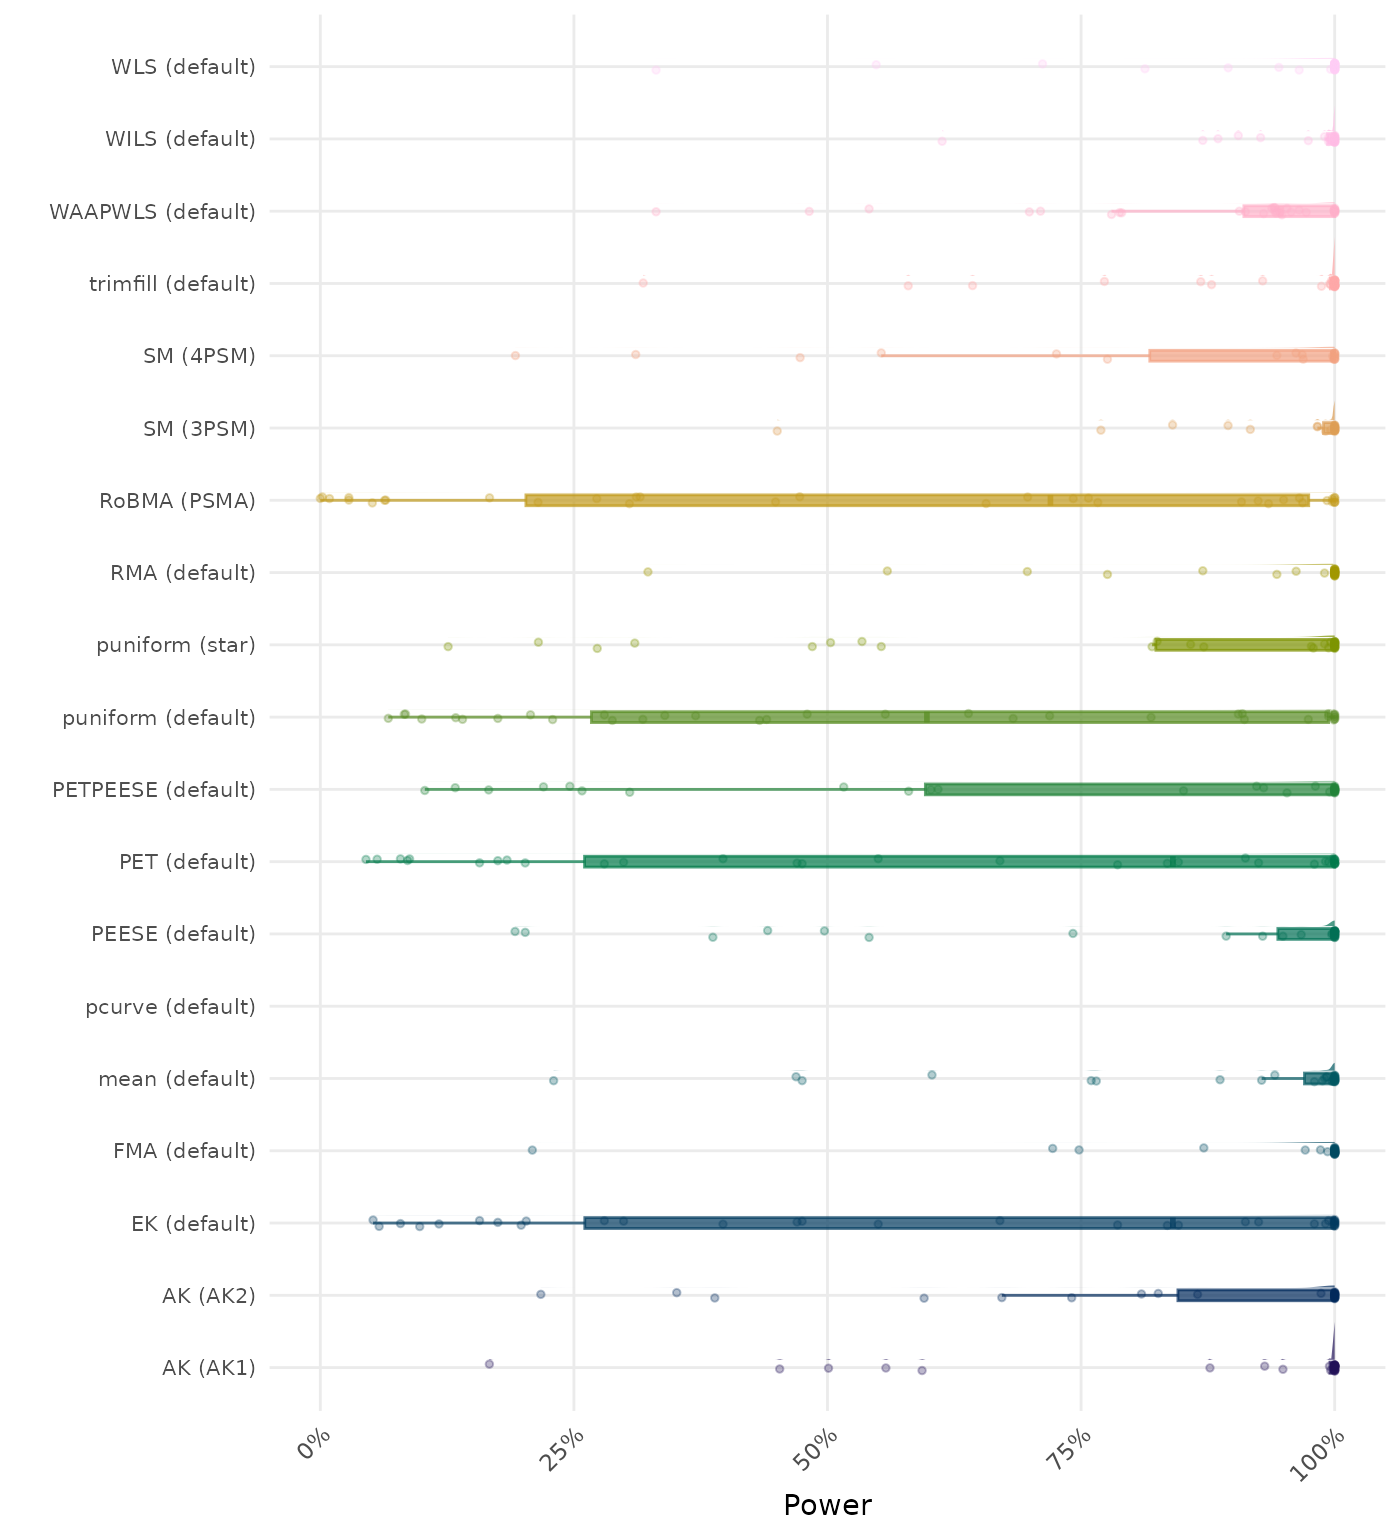 WLS (default)
WILS (default)
WAAPWLS (default)
trimfill (default)
SM (4PSM)
SM (3PSM)
RoBMA (PSMA)
RMA (default)
puniform (star)
puniform (default)
PETPEESE (default)
PET (default)
PEESE (default)
pcurve (default)
mean (default)
FMA (default)
EK (default)
AK (AK2)
AK (AK1)
0% 25% 50% 75% 100%
Power